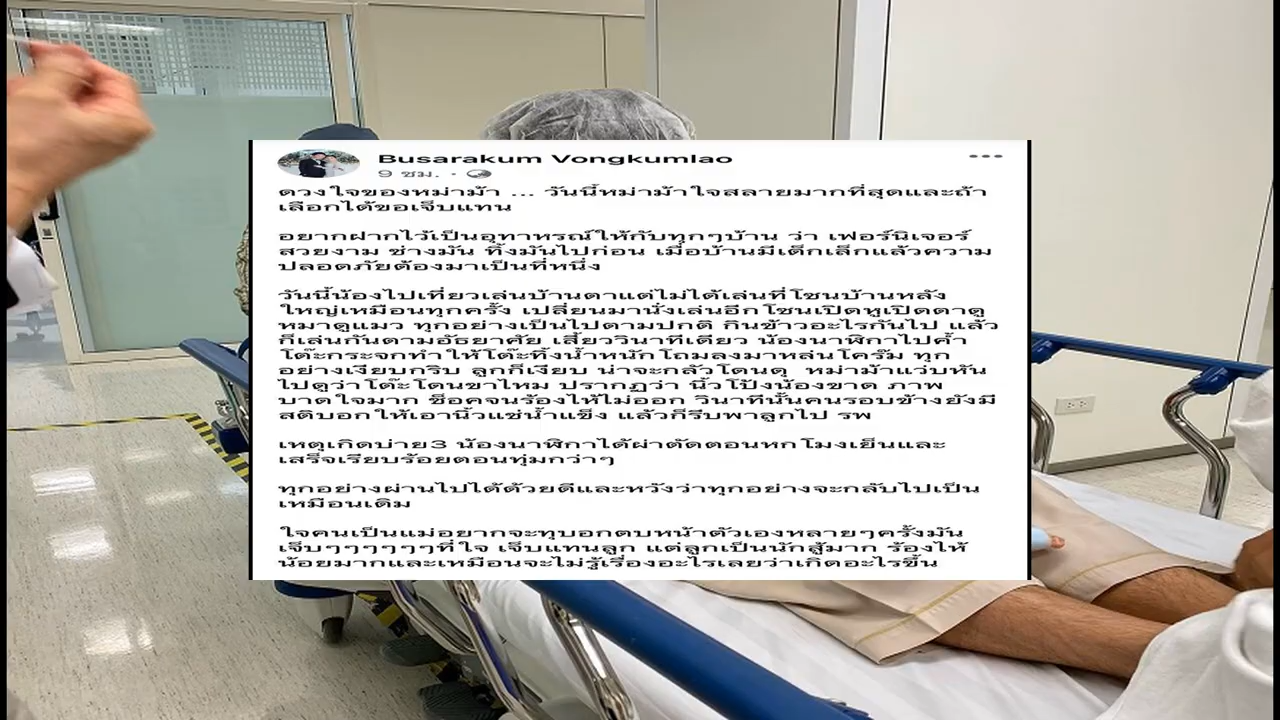 Busarakum Vongkumlao
9 ชม. ·
ดวงใจของหม่าม้า ... วันนี้หม่าม้าใจสลายมากที่สุดและถ้า
เลือกได้ขอเจ็บแทน
อยากฝากไว้เป็นอุทาหรณ์ให้กับทุกๆบ้าน ว่า เฟอร์นิเจอร์
สวยงาม ช่างมัน ทิ้งมันไปก่อน เมื่อบ้านมีเด็กเล็กแล้วความ
ปลอดภัยต้องมาเป็นที่หนึ่ง
วันนี้น้องไปเที่ยวเล่นบ้านตาแต่ไม่ได้เล่นที่โซนบ้านหลัง
ใหญ่เหมือนทุกครั้ง เปลี่ยนมานั่งเล่นอีกโซนเปิดหูเปิดตาดู
หมาดูแมว ทุกอย่างเป็นไปตามปกติ กินข้าวอะไรกันไป แล้ว
ก็เล่นกันตามอัธยาศัย เสี้ยววินาทีเดียว น้องนาฬิกาไปค้ำ
โต๊ะกระจกทำให้โต๊ะทิ้งน้ำหนักโถมลงมาหล่นโคร๊ม ทุก
อย่างเงียบกริบ ลูกก็เงียบ น่าจะกลัวโดนดุ หม่าม้าแว่บหัน
ไปดูว่าโต๊ะโดนขาไหม ปรากฏว่า นิ้วโป้งน้องขาด ภาพ
บาดใจมาก ช็อคจนร้องไห้ไม่ออก วินาทีนั้นคนรอบข้างยังมี
สติบอกให้เอานิ้วแช่น้ำแข็ง แล้วก็รีบพาลูกไป รพ
เหตุเกิดบ่าย3 น้องนาฬิกาได้ผ่าตัดตอนหกโมงเย็นและ
เสร็จเรียบร้อยตอนทุ่มกว่าๆ
ทุกอย่างผ่านไปได้ด้วยดีและหวังว่าทุกอย่างจะกลับไปเป็น
เหมือนเดิม
ใจคนเป็นแม่อยากจะทุบอกตบหน้าตัวเองหลายๆครั้งมัน
เจ็บๆๆๆๆๆๆที่ใจ เจ็บแทนลูก แต่ลูกเป็นนักสู้มาก ร้องไห้
น้อยมากและเหมือนจะไม่รู้เรื่องอะไรเลยว่าเกิดอะไรขึ้น